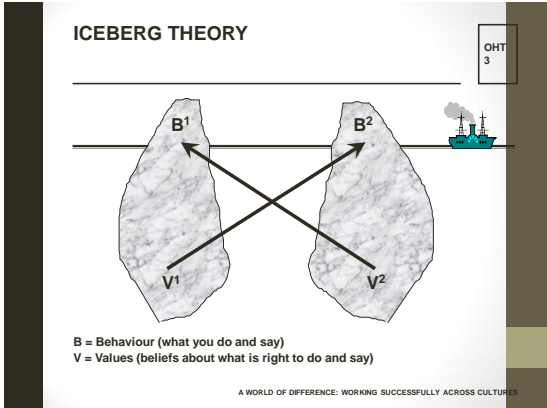 ICEBERG THEORY
OHT
3
B¹ B²
V¹ V²
B = Behaviour (what you do and say)
V = Values (beliefs about what is right to do and say)
A WORLD OF DIFFERENCE: WORKING SUCCESSFULLY ACROSS CULTURES